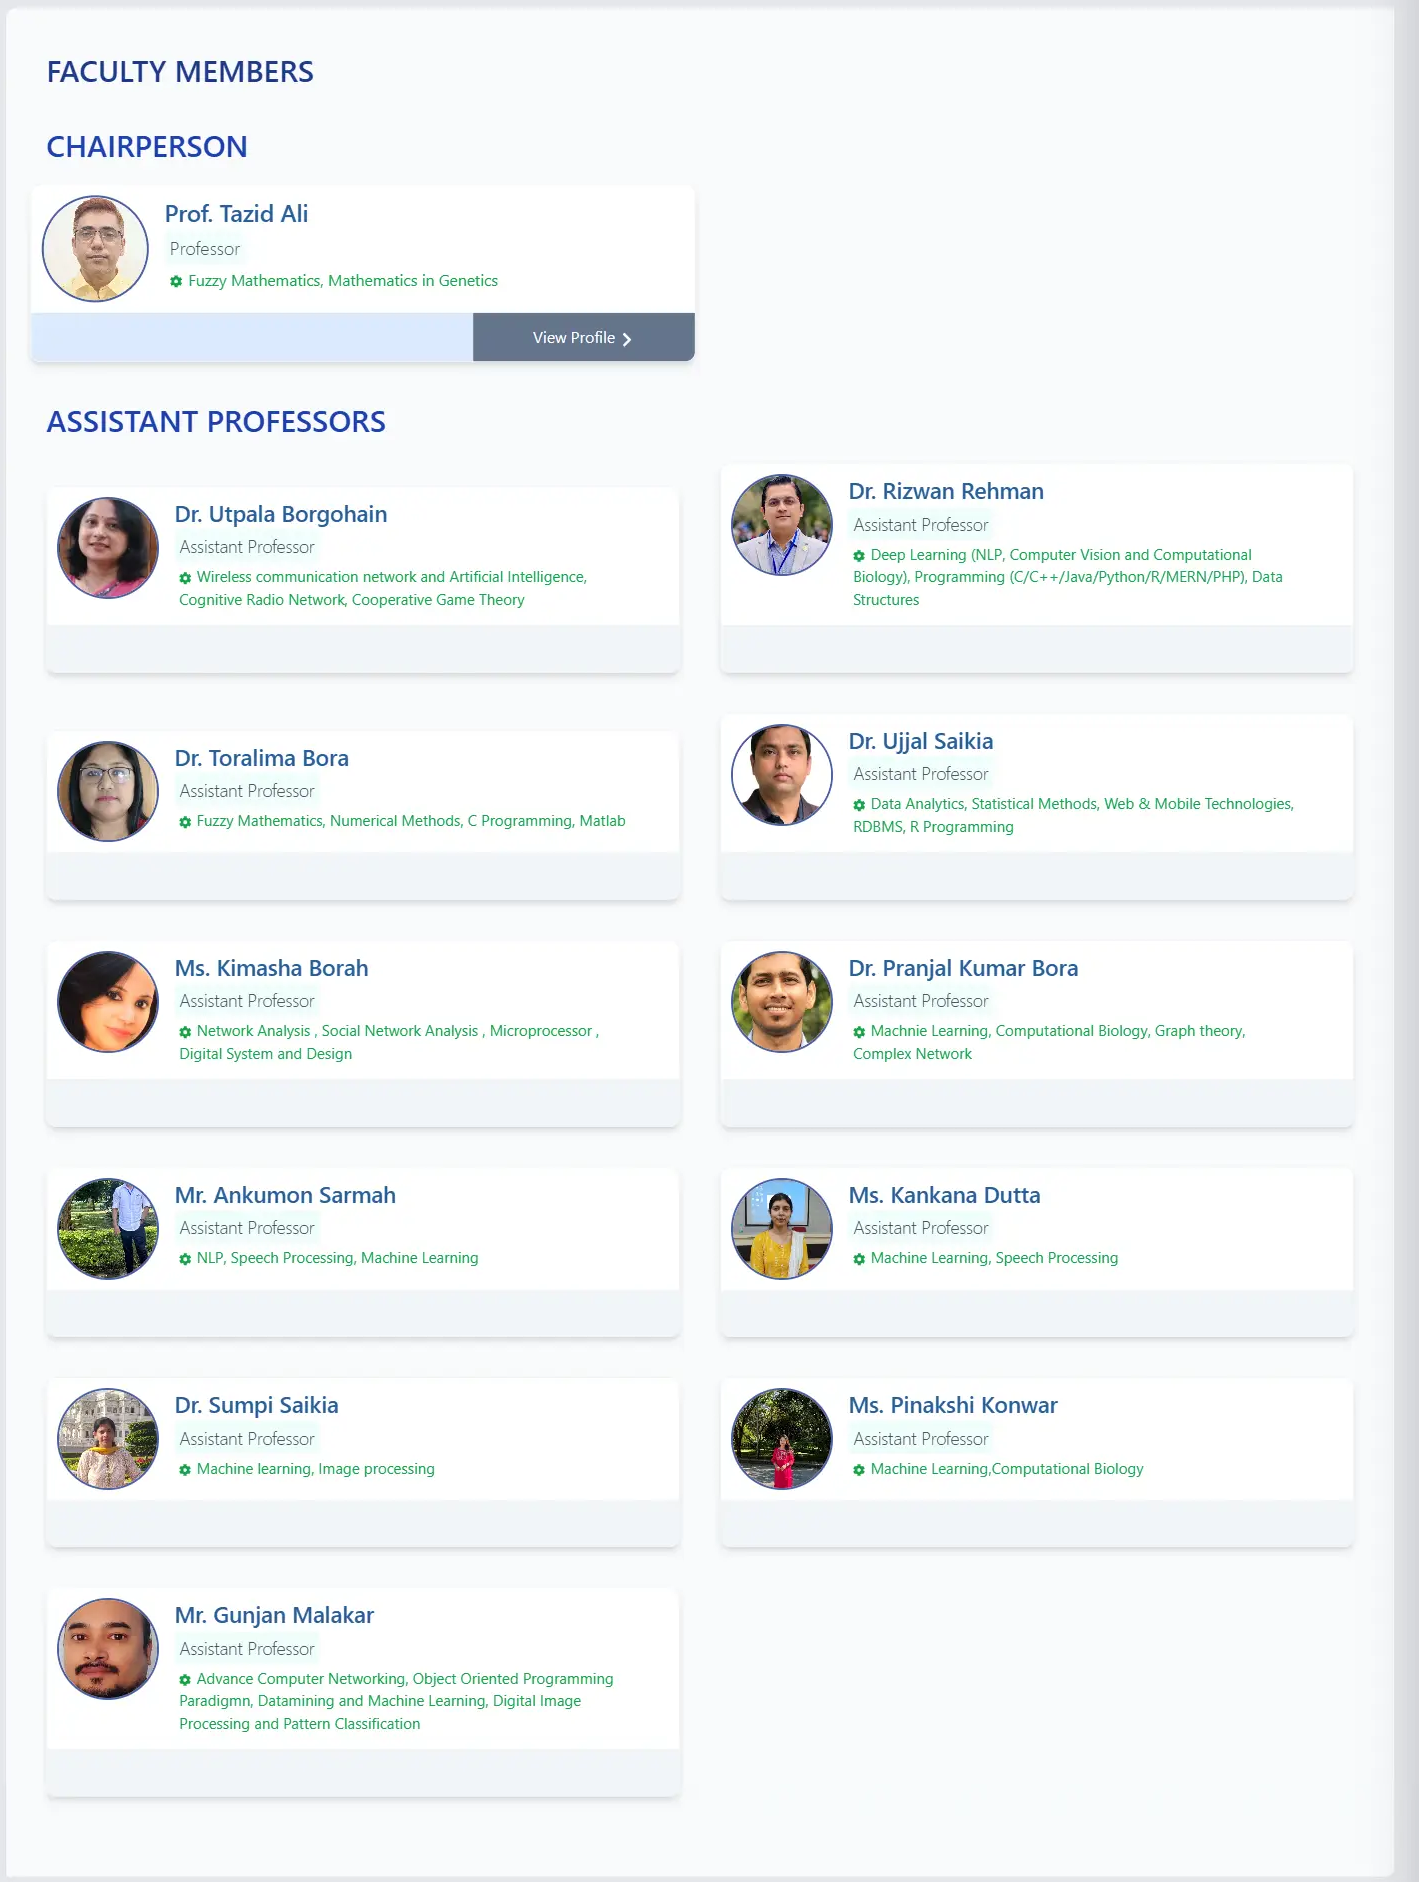 FACULTY MEMBERS
CHAIRPERSON
Prof. Tazid Ali
Professor
Fuzzy Mathematics, Mathematics in Genetics
View Profile
ASSISTANT PROFESSORS
Dr. Utpala Borgohain
Assistant Professor
Wireless communication network and Artificial Intelligence,
Cognitive Radio Network, Cooperative Game Theory
Dr. Rizwan Rehman
Assistant Professor
Deep Learning (NLP, Computer Vision and Computational
Biology), Programming (C/C++/Java/Python/R/MERN/PHP), Data
Structures
Dr. Toralima Bora
Assistant Professor
Fuzzy Mathematics, Numerical Methods, C Programming, Matlab
Dr. Ujjal Saikia
Assistant Professor
Data Analytics, Statistical Methods, Web & Mobile Technologies,
RDBMS, R Programming
Ms. Kimasha Borah
Assistant Professor
Network Analysis , Social Network Analysis , Microprocessor ,
Digital System and Design
Dr. Pranjal Kumar Bora
Assistant Professor
Machnie Learning, Computational Biology, Graph theory,
Complex Network
Mr. Ankumon Sarmah
Assistant Professor
NLP, Speech Processing, Machine Learning
Ms. Kankana Dutta
Assistant Professor
Machine Learning, Speech Processing
Dr. Sumpi Saikia
Assistant Professor
Machine learning, Image processing
Ms. Pinakshi Konwar
Assistant Professor
Machine Learning,Computational Biology
Mr. Gunjan Malakar
Assistant Professor
Advance Computer Networking, Object Oriented Programming
Paradigmn, Datamining and Machine Learning, Digital Image
Processing and Pattern Classification